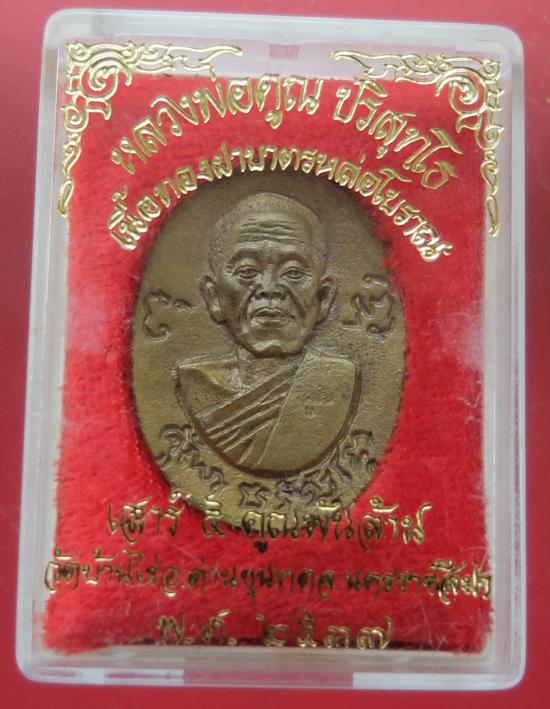 หลวงพ่อคูณ ปริสุทโธ
เนื้อทองฝาบาตรหล่อโบราณ
เสาร์ ๕ คูณพันล้าน
วัดบ้านไร่ อ.ด่านขุนทด จ.นครราชสีมา
พ.ศ. ๒๕๓๗